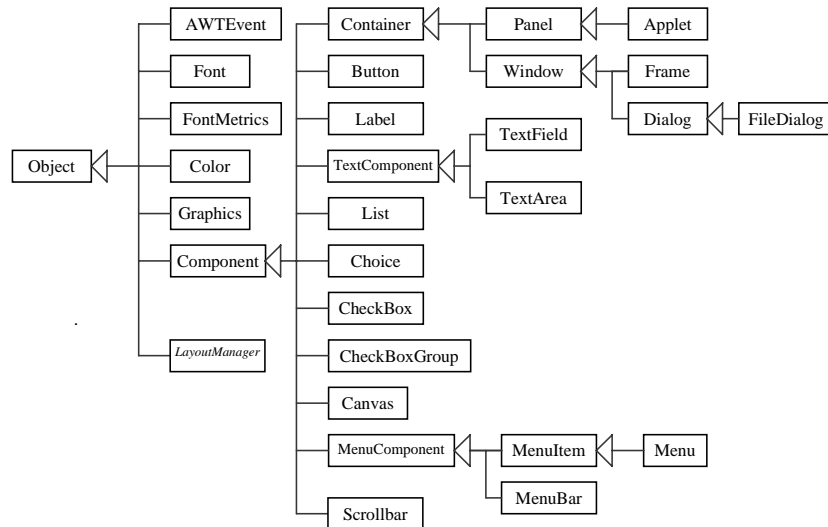 AWTEvent
Container
Panel
Applet
Font
Button
Window
Frame
FontMetrics
Label
Dialog
FileDialog
TextField
Object
Color
TextComponent
TextArea
Graphics
List
Component
Choice
CheckBox
LayoutManager
CheckBoxGroup
Canvas
MenuComponent
MenuItem
Menu
MenuBar
Scrollbar